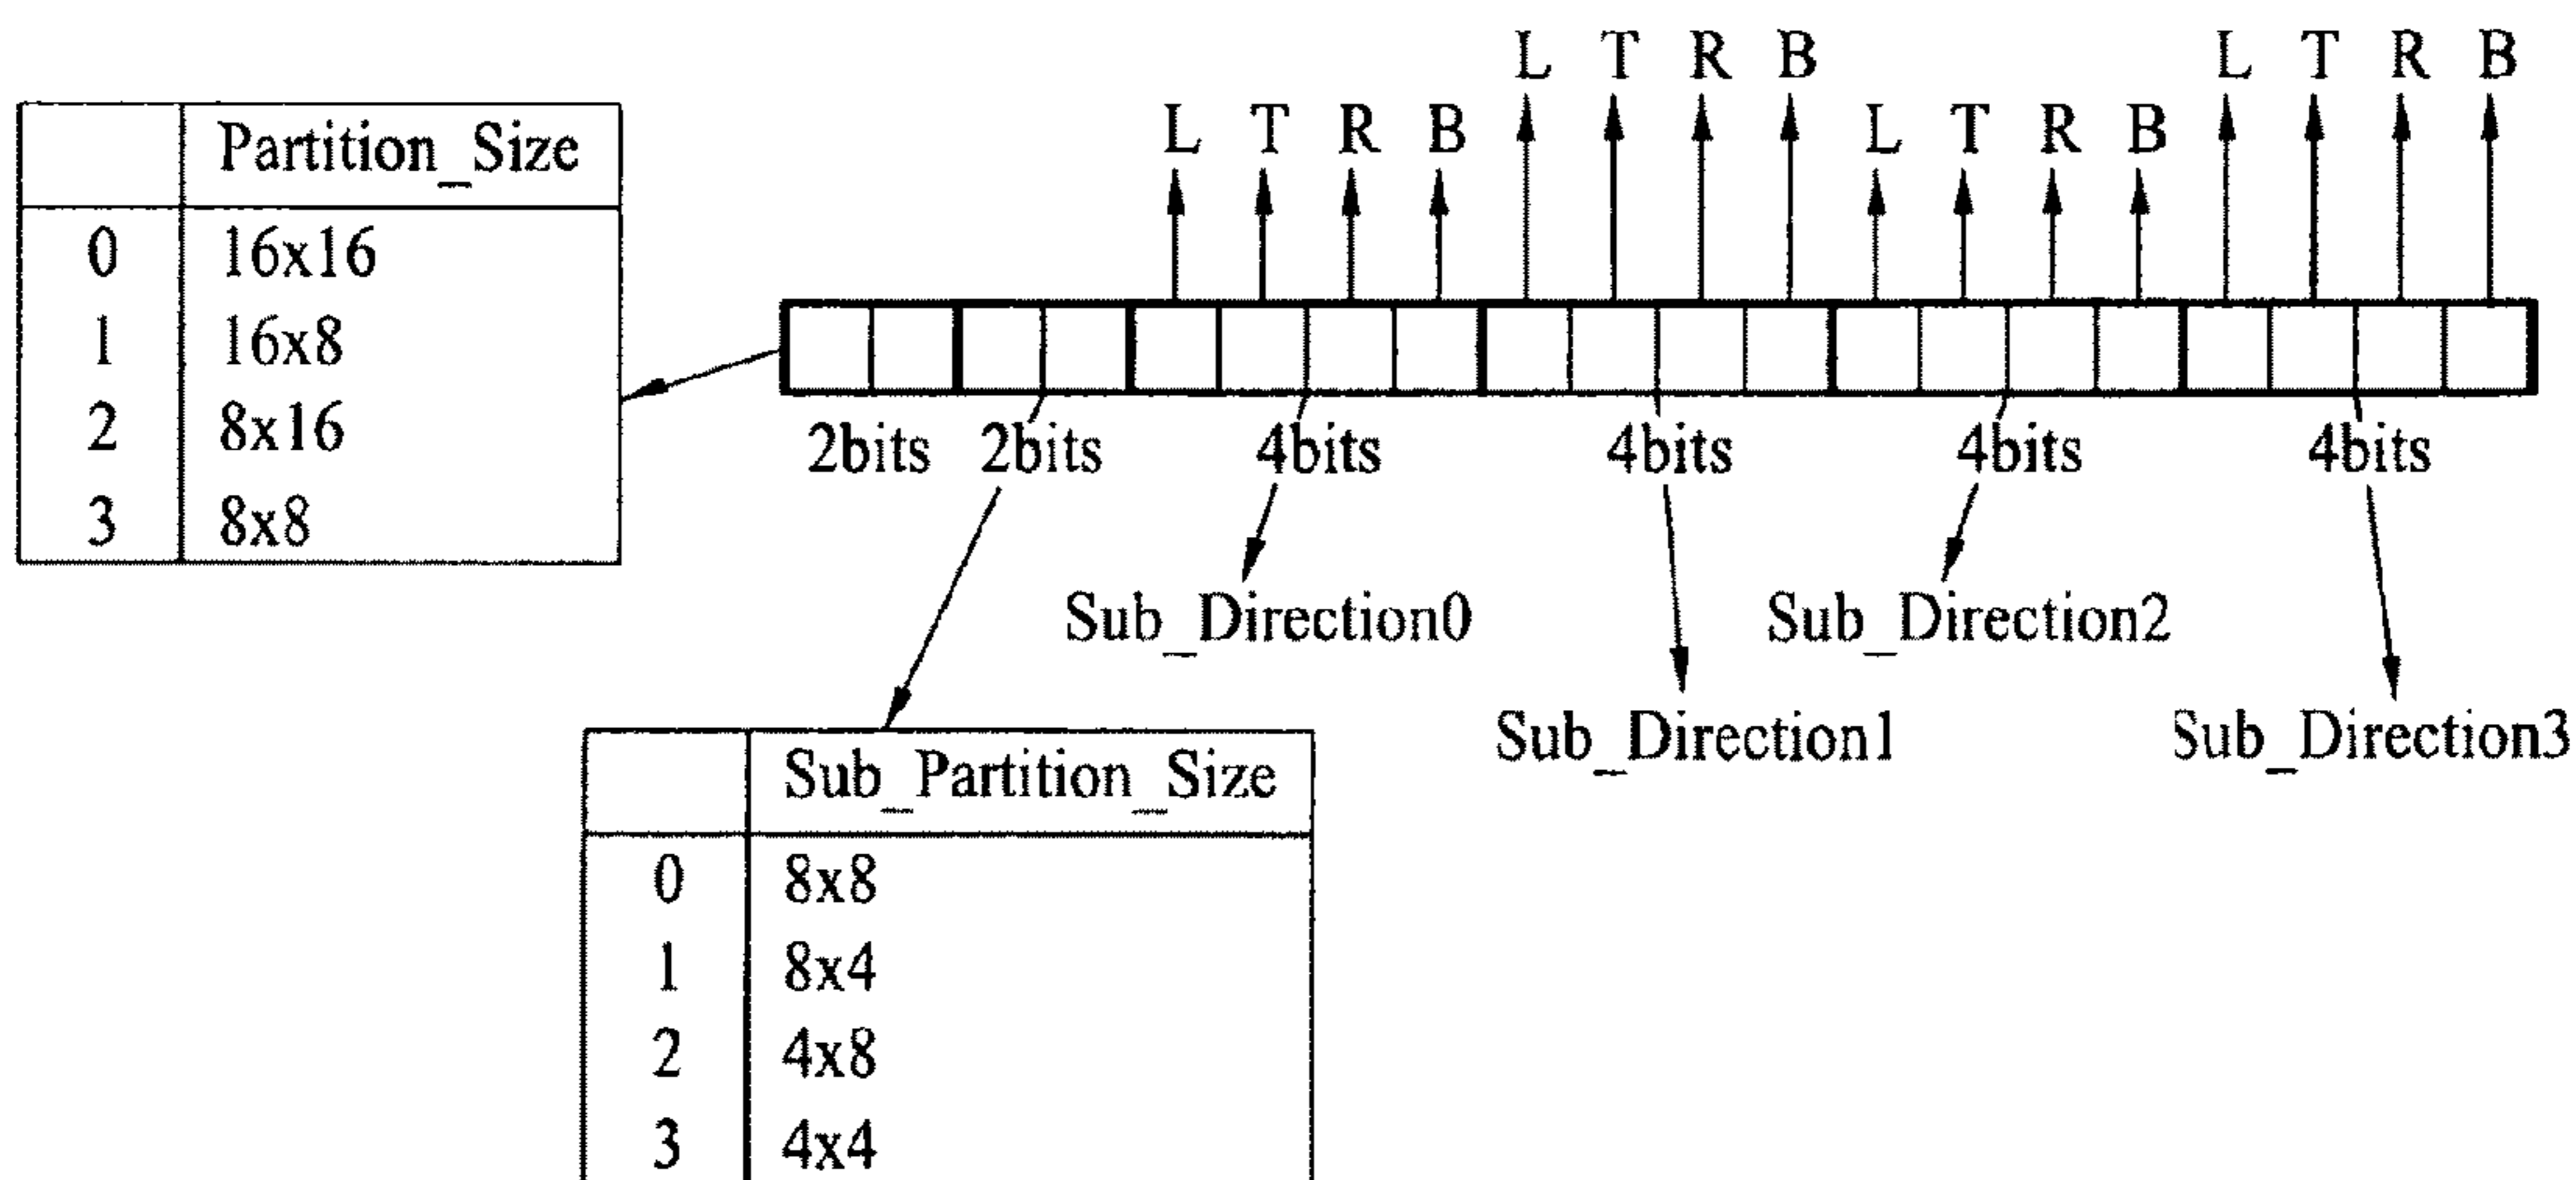 L T R B L T R B
L T R B L T R B
Partition_Size
0 16x16
1 16x8
2 8x16
3 8x8
2bits 2bits 4bits 4bits 4bits 4bits
Sub_Direction0 Sub_Direction2
Sub_Direction1 Sub_Direction3
Sub_Partition_Size
0 8x8
1 8x4
2 4x8
3 4x4